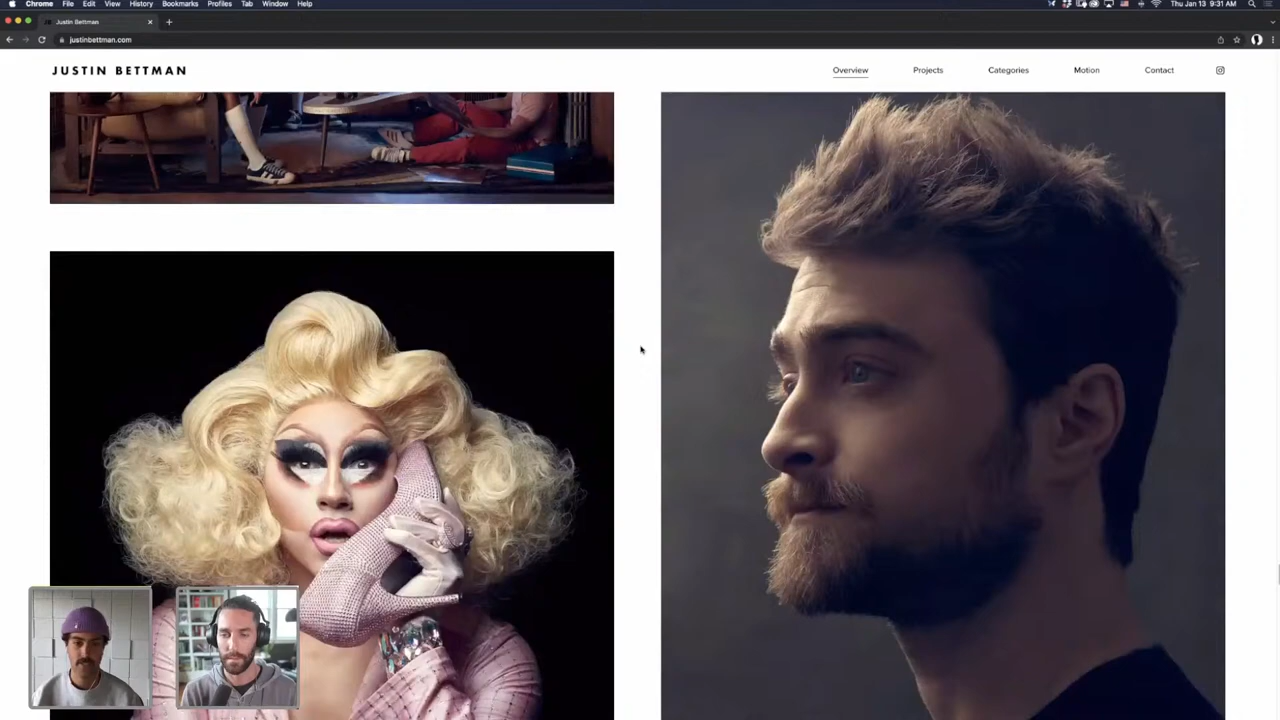 Chrome File Edit View History Bookmarks Profiles Tab Window Help Thu Jan 13 9:31 AM
Justin Bettman
justinbettman.com
JUSTIN BETTMAN Overview Projects Categories Motion Contact